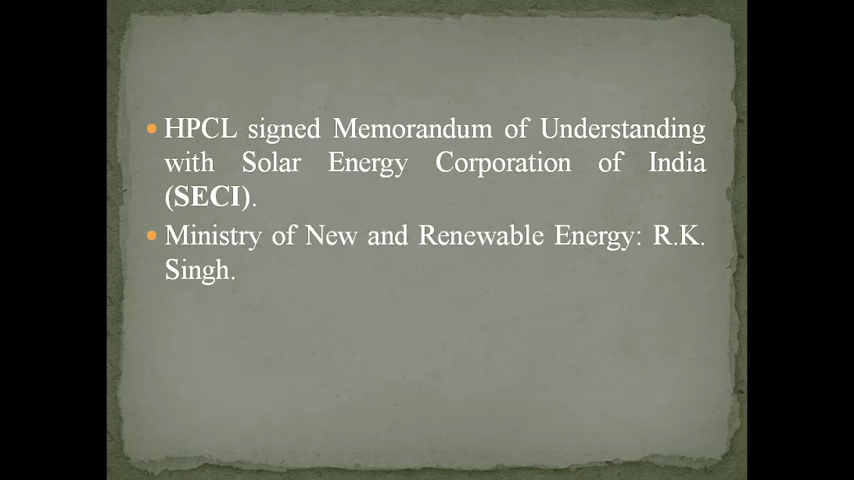 • HPCL signed Memorandum of Understanding
with Solar Energy Corporation of India
(SECI).
• Ministry of New and Renewable Energy: R.K.
Singh.